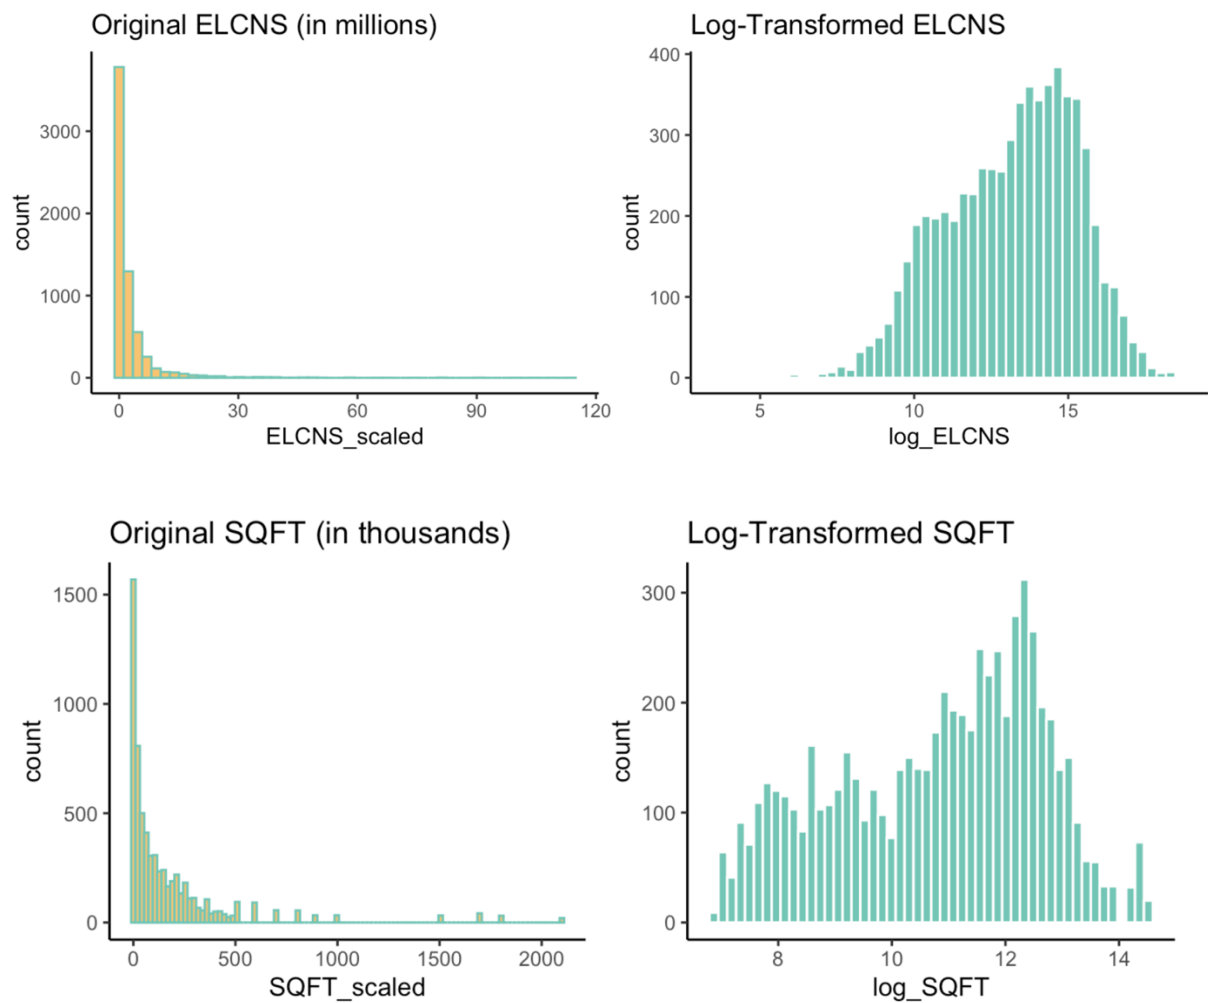 Original ELCNS (in millions)
count
3000
2000
1000
0
0 30 60 90 120
ELCNS_scaled
Log-Transformed ELCNS
count
400
300
200
100
0
5 10 15
log_ELCNS
Original SQFT (in thousands)
count
1500
1000
500
0
0 500 1000 1500 2000
SQFT_scaled
Log-Transformed SQFT
count
300
200
100
0
8 10 12 14
log_SQFT